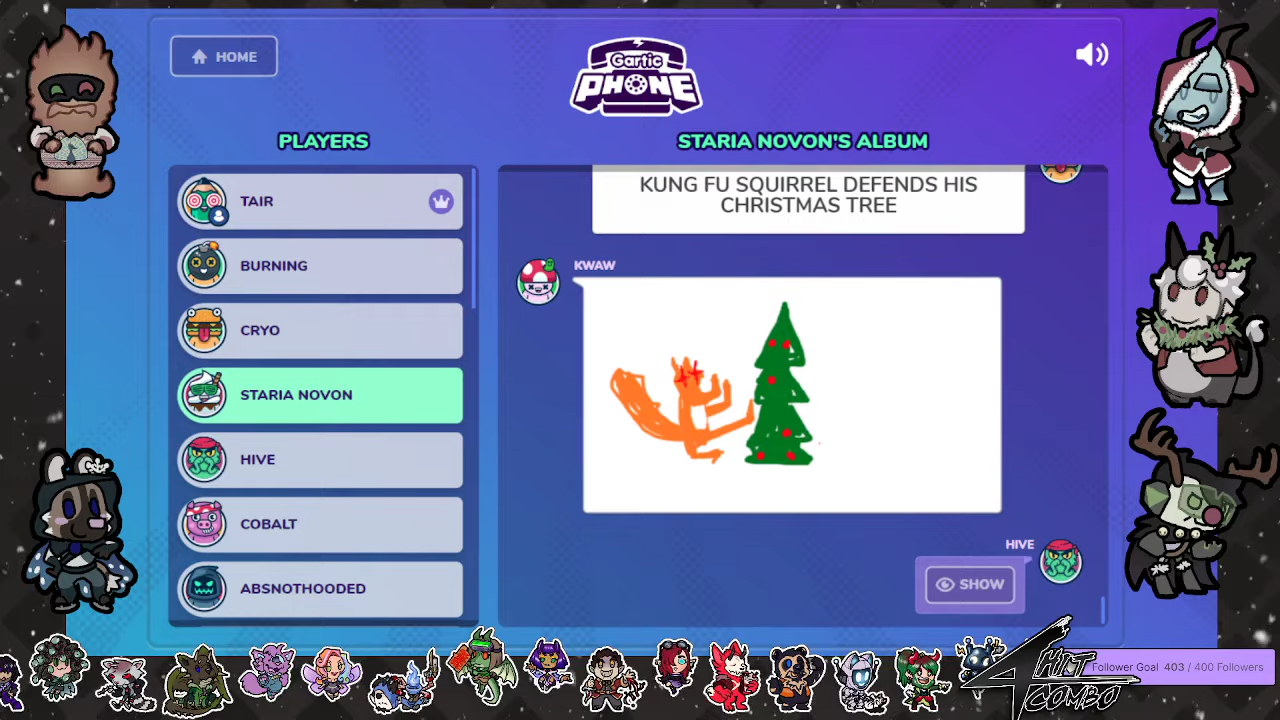 HOME
Gartic
PHONE
PLAYERS
STARIA NOVON'S ALBUM
TAIR
BURNING
CRYO
STARIA NOVON
HIVE
COBALT
ABSNOTHOODED
KUNG FU SQUIRREL DEFENDS HIS
CHRISTMAS TREE
KWAW
HIVE
SHOW
4 HIT
COMBO
Follower Goal 403 / 400 Followers